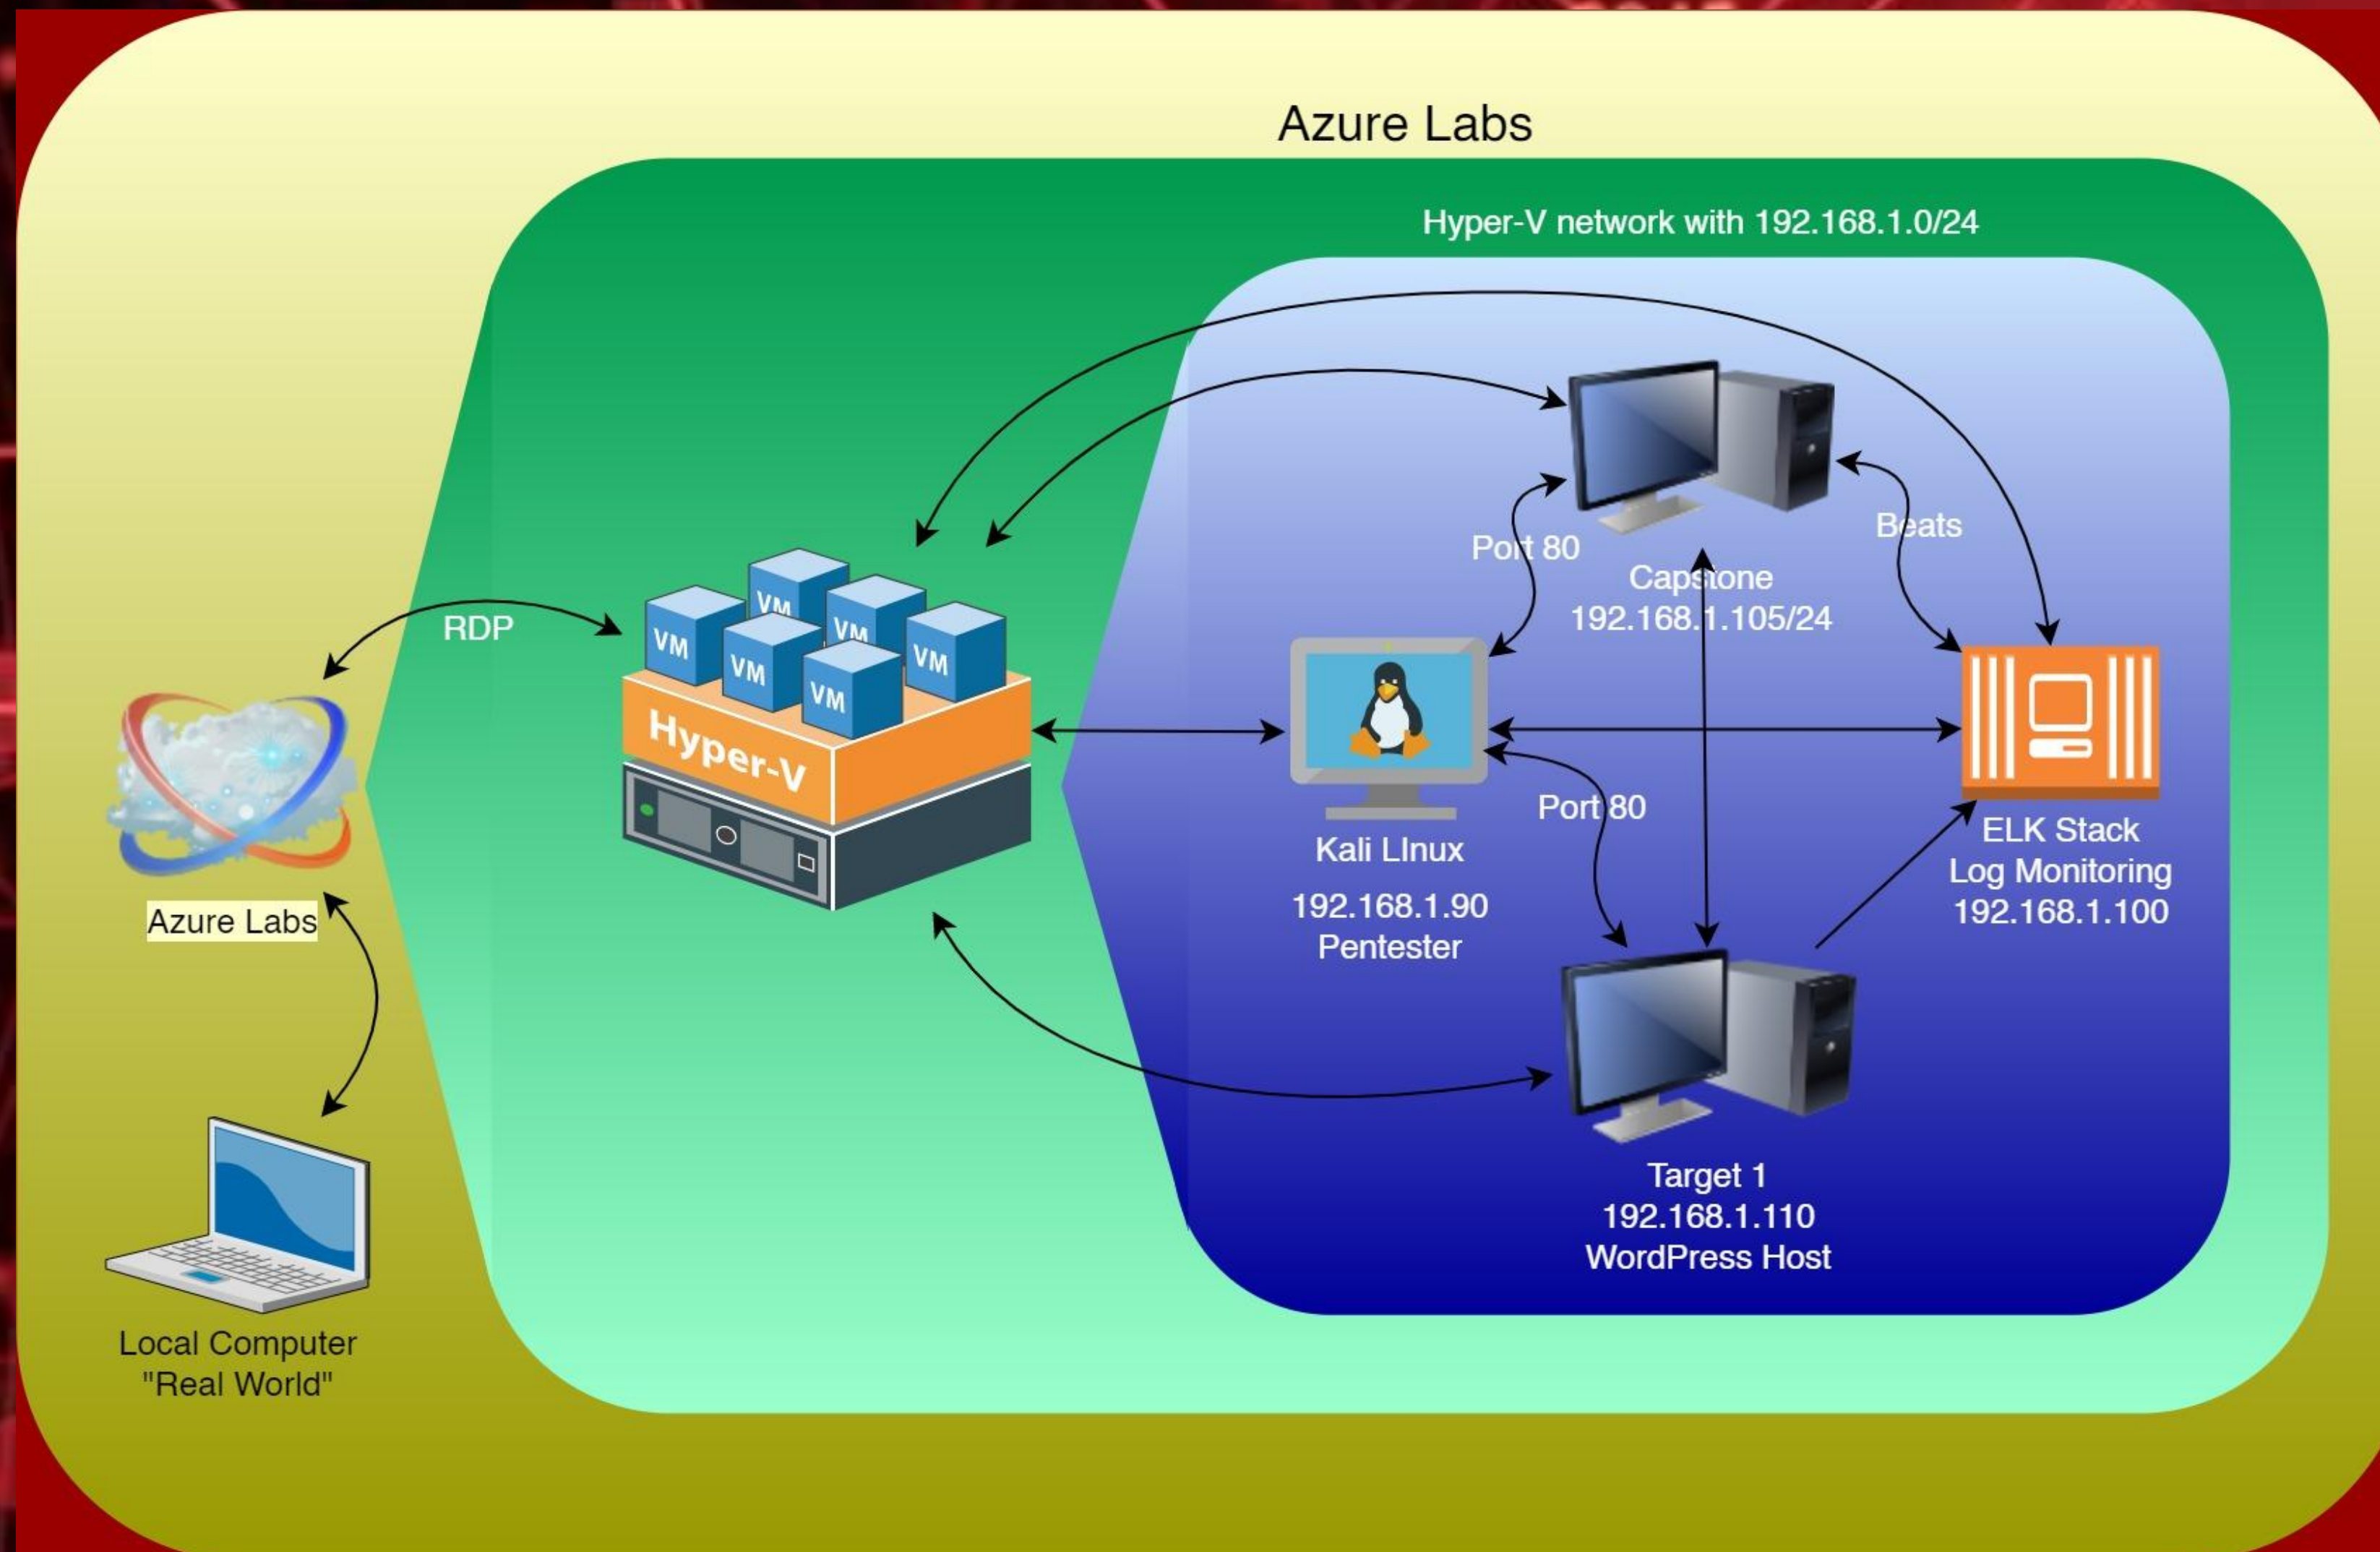 Azure Labs
Hyper-V network with 192.168.1.0/24
RDP
VM
VM
VM
VM
VM
VM
Hyper-V
Port 80
Beats
Capstone
192.168.1.105/24
Port 80
Kali LInux
192.168.1.90
Pentester
ELK Stack
Log Monitoring
192.168.1.100
Azure Labs
Target 1
192.168.1.110
WordPress Host
Local Computer
"Real World"